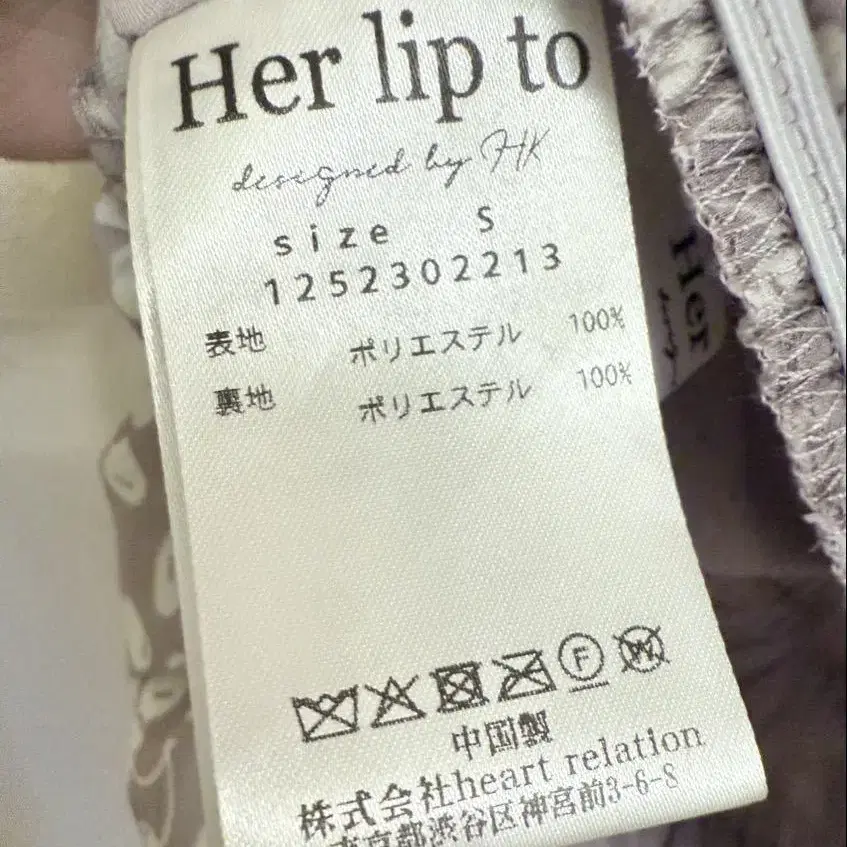 Her lip to
designed by HK
size S
1252302213
表地 ポリエステル 100%
裏地 ポリエステル 100%
F
W
中国製
株式会社heart relation
東京都渋谷区神宮前3-6-8
Her